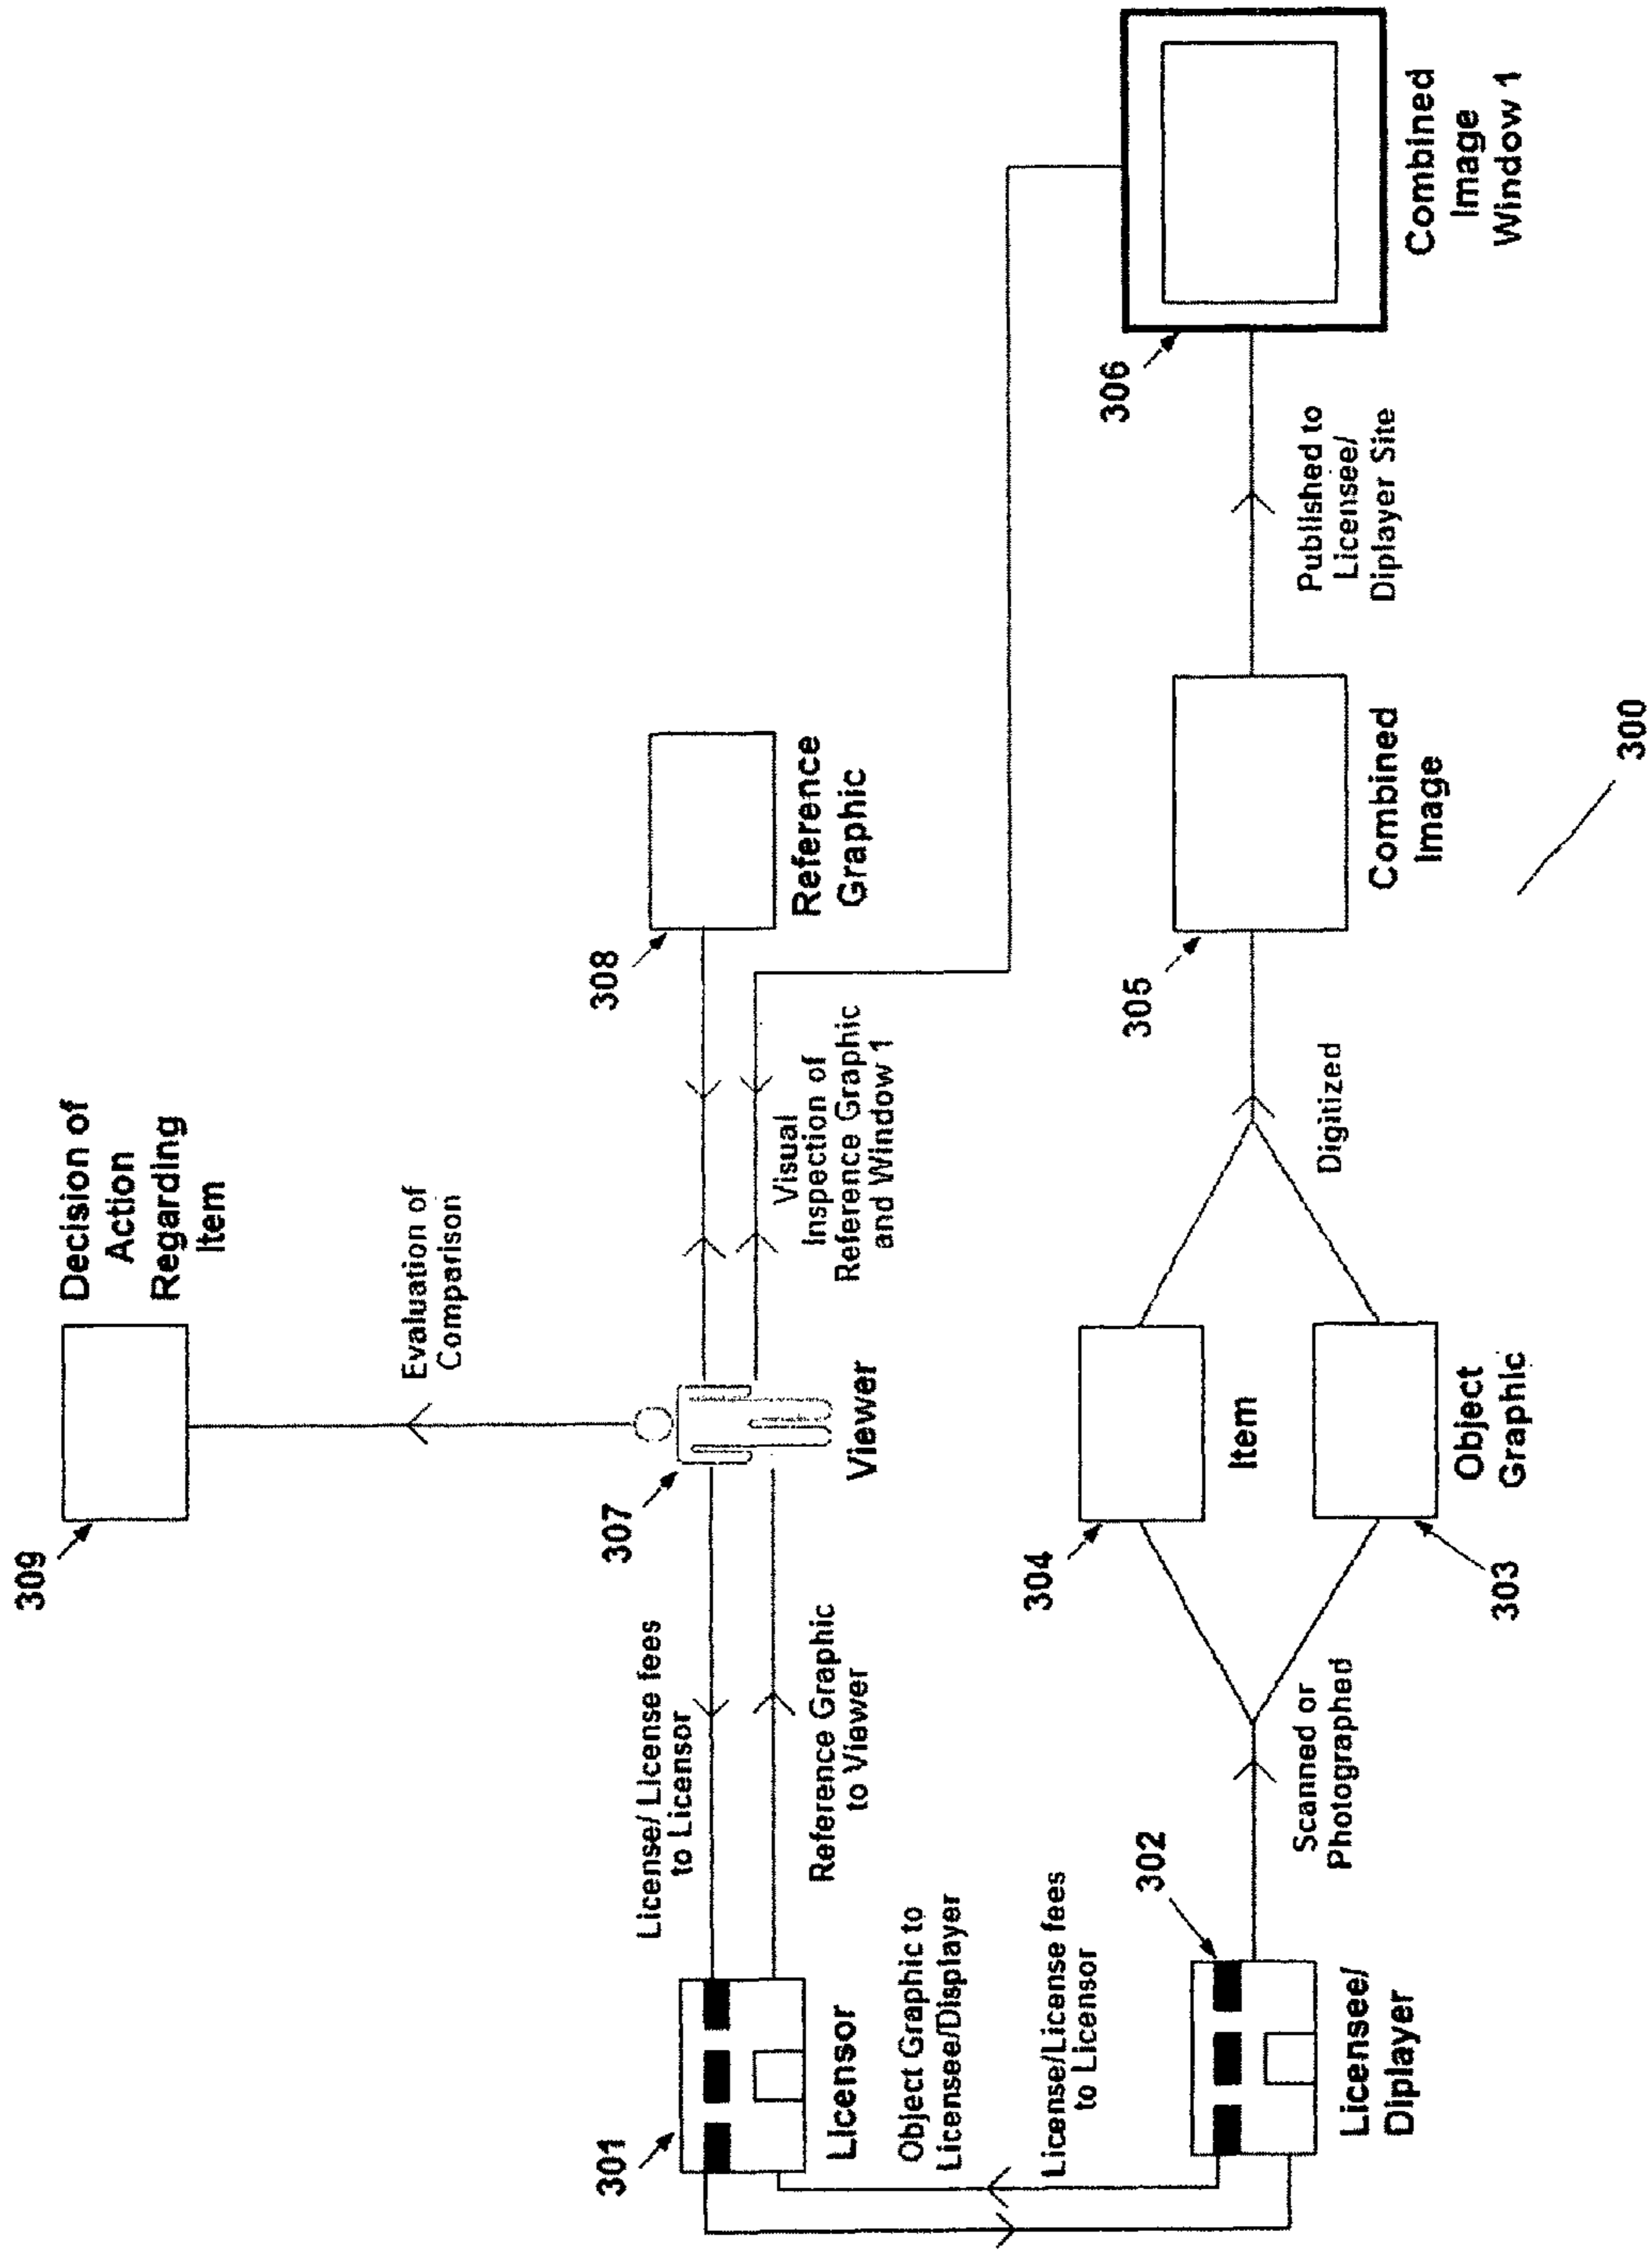 309
Decision of
Action
Regarding
Item
Evaluation of
Comparison
301
Licensor
License/ License fees
to Licensor
Reference Graphic
to Viewer
307
Viewer
Visual
Inspection of
Reference Graphic
and Window 1
308
Reference
Graphic
Object Graphic to
Licensee/Displayer
License/License fees
to Licensor
302
Licensee/
Diplayer
Scanned or
Photographed
304
Item
303
Object
Graphic
Digitized
305
Combined
Image
Published to
Licensee/
Diplayer Site
306
Combined
Image
Window 1
300